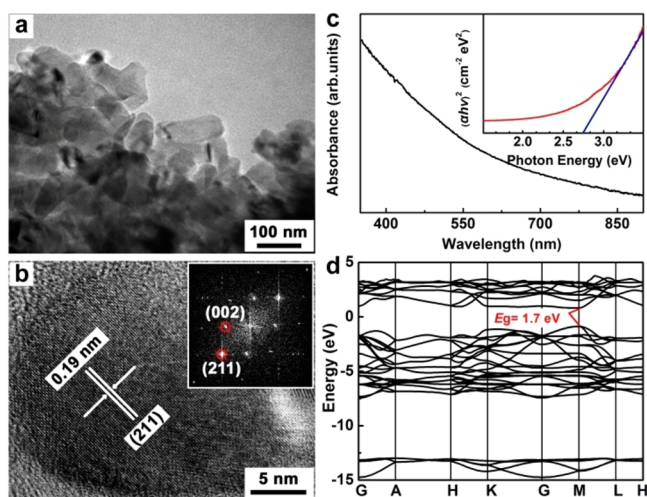 a
100 nm
b
0.19 nm
(211)
(002)
(211)
5 nm
c
Absorbance (arb.units)
(αhν)² (cm⁻² eV²)
2.0 2.5 3.0
Photon Energy (eV)
400 550 700 850
Wavelength (nm)
d
Energy (eV)
5
0
-5
-10
-15
Eg= 1.7 eV
G A H K G M L H